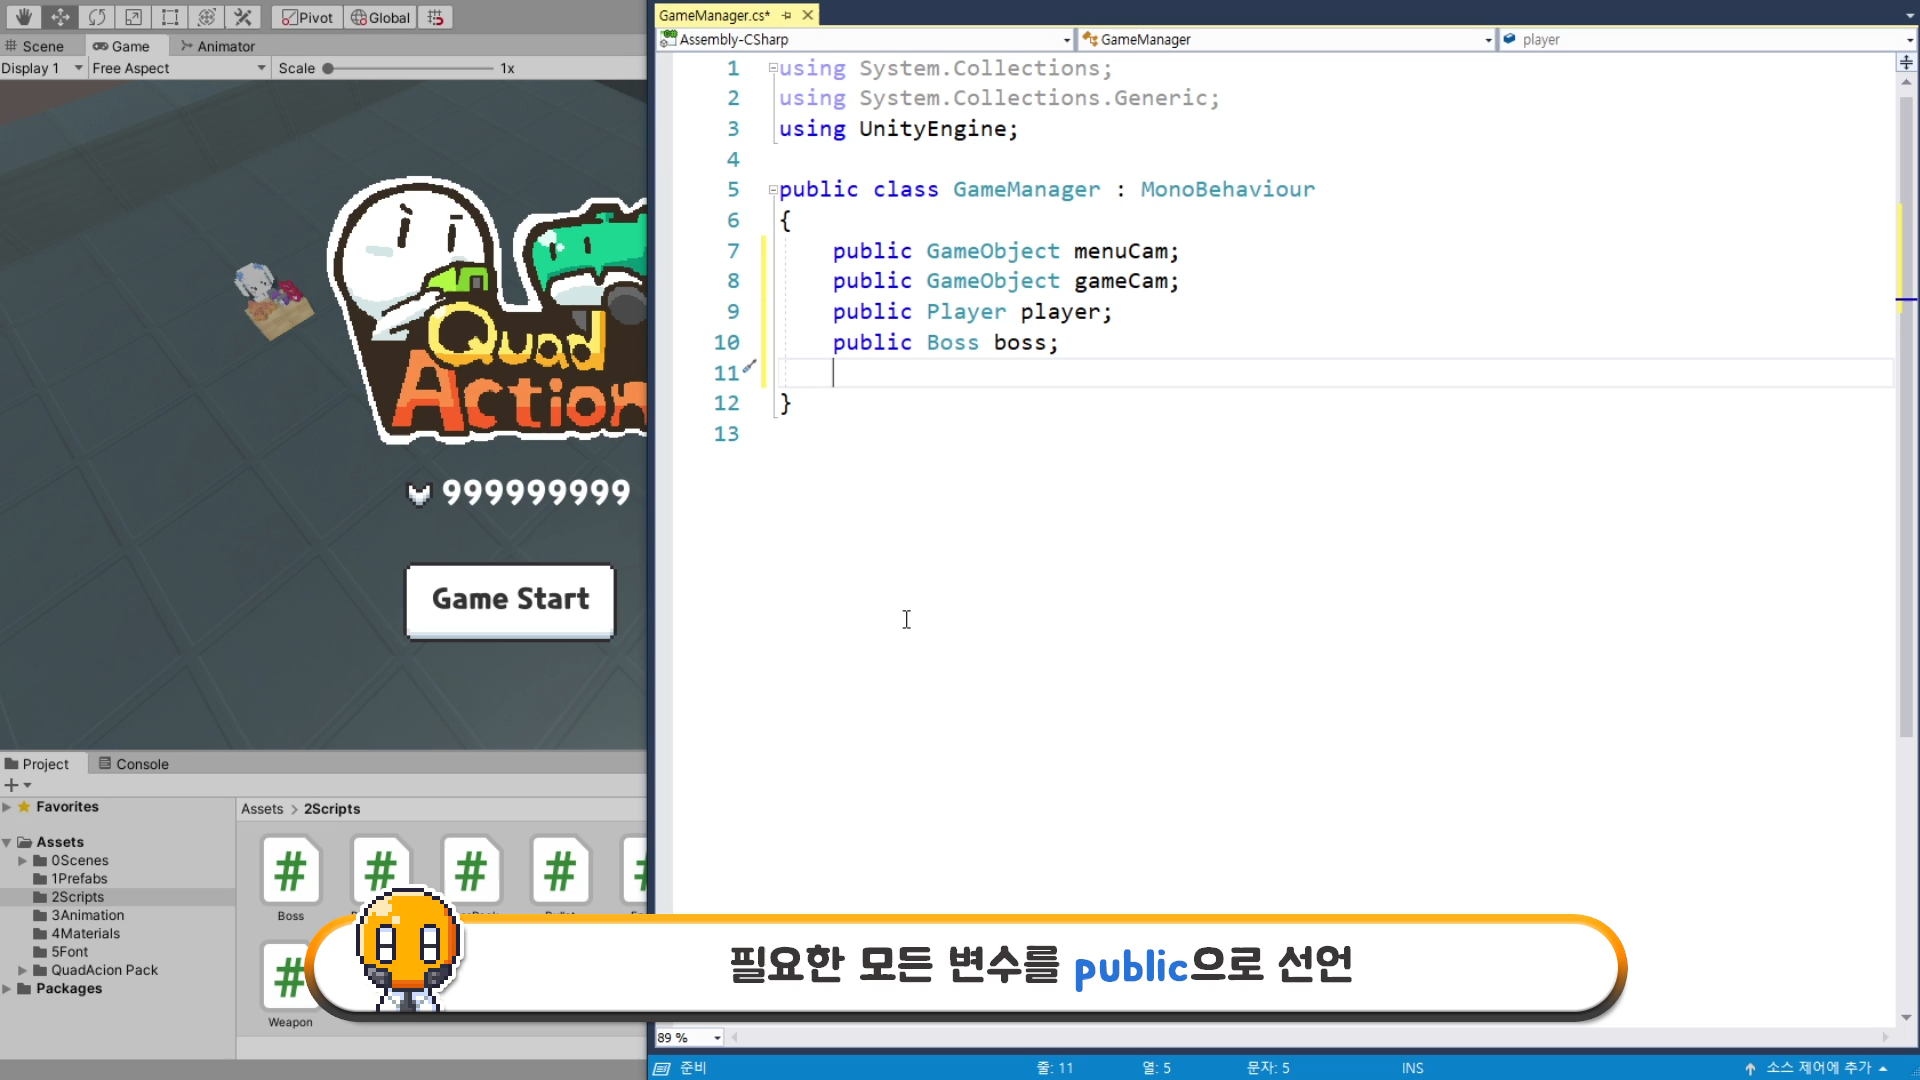 Pivot Global
Scene Game Animator
Display 1 Free Aspect Scale 1x
Quad
Action
999999999
Game Start
Project Console
Favorites
Assets
0Scenes
1Prefabs
2Scripts
3Animation
4Materials
5Font
QuadAcion Pack
Packages
Assets > 2Scripts
Boss
Weapon
GameManager.cs*
Assembly-CSharp GameManager player
1 using System.Collections;
2 using System.Collections.Generic;
3 using UnityEngine;
4
5 public class GameManager : MonoBehaviour
6 {
7 public GameObject menuCam;
8 public GameObject gameCam;
9 public Player player;
10 public Boss boss;
11
12 }
13
필요한 모든 변수를 public으로 선언
89 %
준비 줄: 11 열: 5 문자: 5 INS 소스 제어에 추가